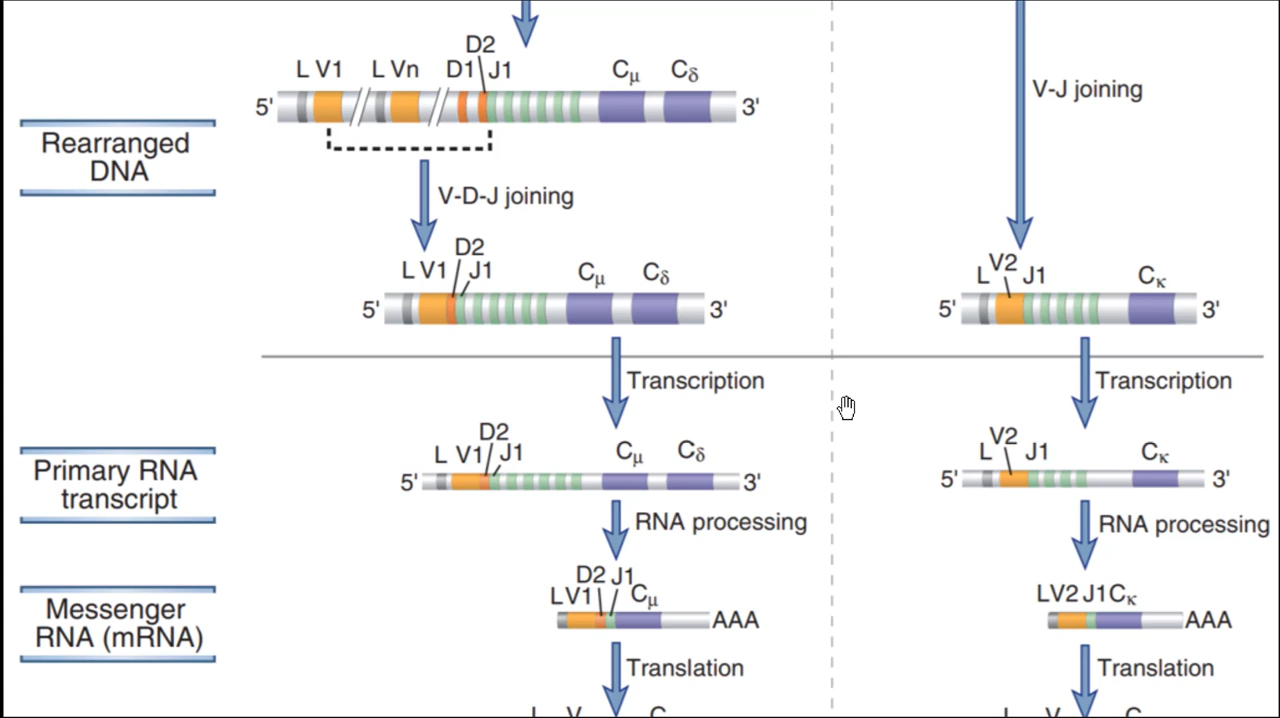 D2
L V1 L Vn D1 J1 Cμ Cδ
5' 3'
V-J joining
Rearranged
DNA
V-D-J joining
D2
L V1 J1 Cμ Cδ
5' 3'
V2
L J1 Cκ
5' 3'
Transcription
Transcription
Primary RNA
transcript
D2
L V1 J1 Cμ Cδ
5' 3'
V2
L J1 Cκ
5' 3'
RNA processing
RNA processing
Messenger
RNA (mRNA)
D2 J1
LV1 Cμ
AAA
LV2 J1Cκ
AAA
Translation
Translation
L V C
L V C